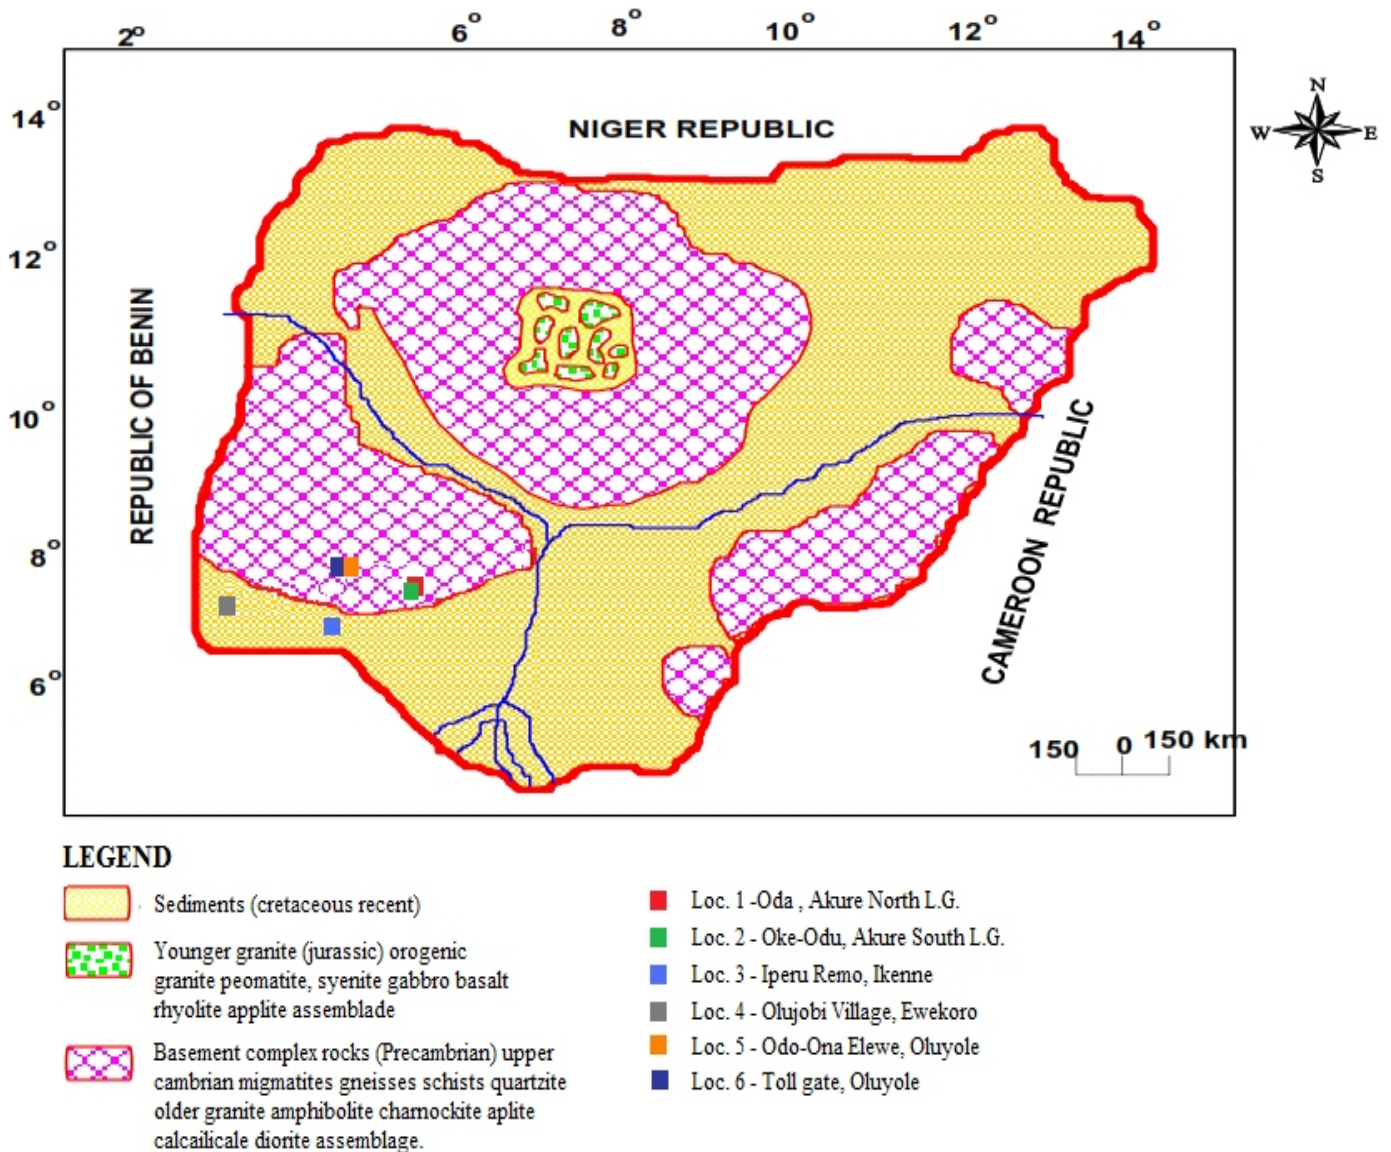 2°
6°
8°
10°
12°
14°
14°
12°
10°
8°
6°
NIGER REPUBLIC
REPUBLIC OF BENIN
CAMEROON REPUBLIC
N
W
E
S
150 0 150 km
LEGEND
Sediments (cretaceous recent)
Younger granite (jurassic) orogenic
granite peomatite, syenite gabbro basalt
rhyolite applite assemblade
Basement complex rocks (Precambrian) upper
cambrian migmatites gneisses schists quartzite
older granite amphibolite charnockite aplite
calcailicale diorite assemblage.
Loc. 1 -Oda , Akure North L.G.
Loc. 2 - Oke-Odu, Akure South L.G.
Loc. 3 - Iperu Remo, Ikenne
Loc. 4 - Olujobi Village, Ewekoro
Loc. 5 - Odo-Ona Elewe, Oluyole
Loc. 6 - Toll gate, Oluyole